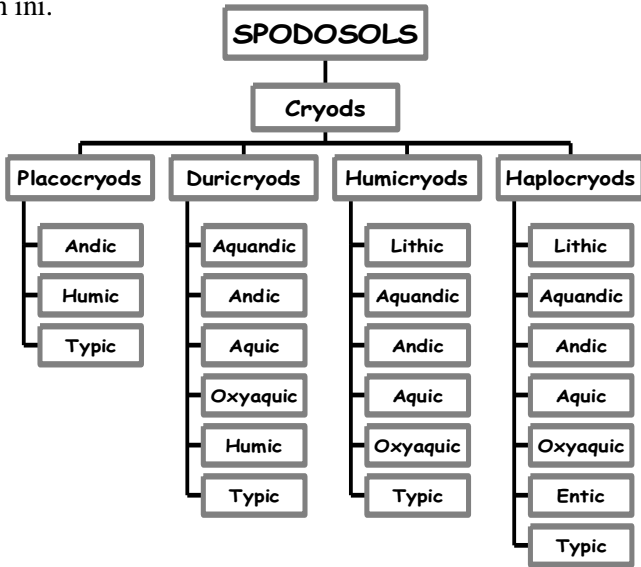 ini.
SPODOSOLS
Cryods
Placocryods
Andic
Humic
Typic
Duricryods
Aquandic
Andic
Aquic
Oxyaquic
Humic
Typic
Humicryods
Lithic
Aquandic
Andic
Aquic
Oxyaquic
Typic
Haplocryods
Lithic
Aquandic
Andic
Aquic
Oxyaquic
Entic
Typic